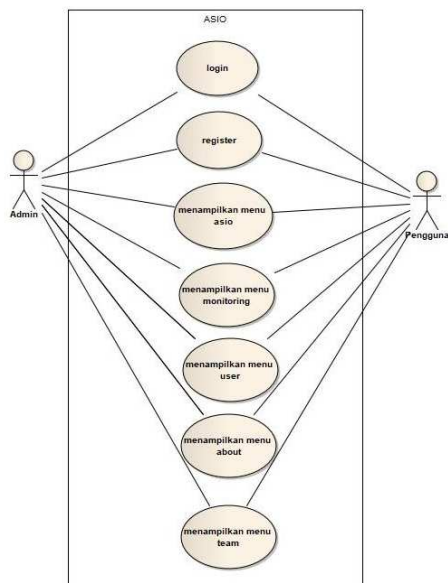 ASIO
login
register
Admin
Pengguna
menampilkan menu
asio
menampilkan menu
monitoring
menampilkan menu
user
menampilkan menu
about
menampilkan menu
team